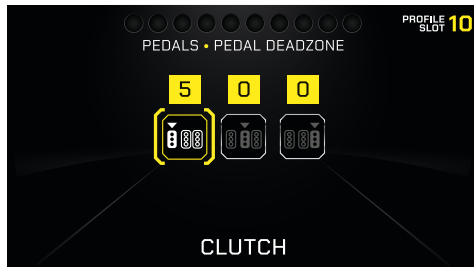 PROFILE
SLOT 10
PEDALS • PEDAL DEADZONE
5 0 0
CLUTCH